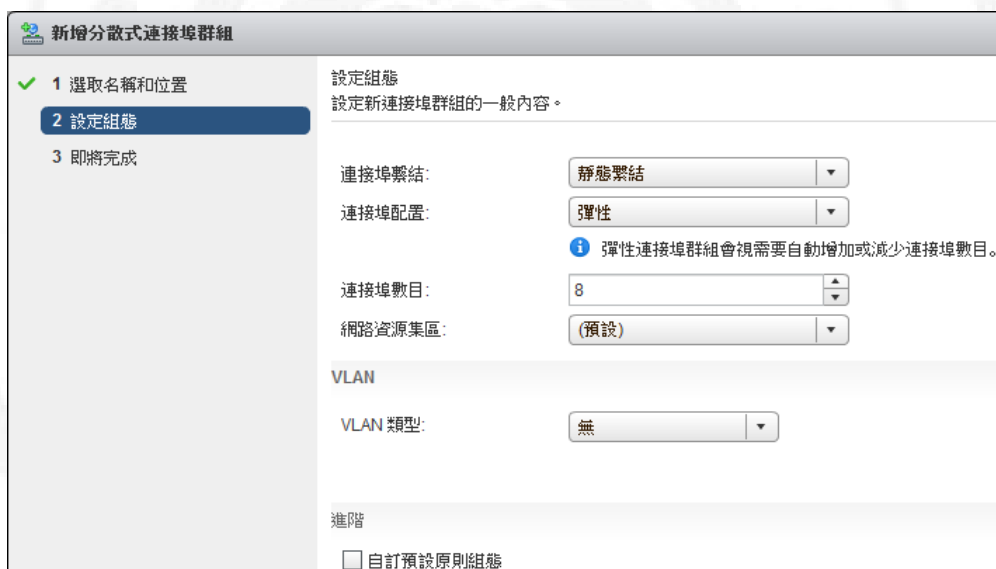 新增分散式連接埠群組
1 選取名稱和位置
2 設定組態
3 即將完成
設定組態
設定新連接埠群組的一般內容。
連接埠繫結: 靜態繫結
連接埠配置: 彈性
彈性連接埠群組會視需要自動增加或減少連接埠數目。
連接埠數目: 8
網路資源集區: (預設)
VLAN
VLAN 類型: 無
進階
自訂預設原則組態